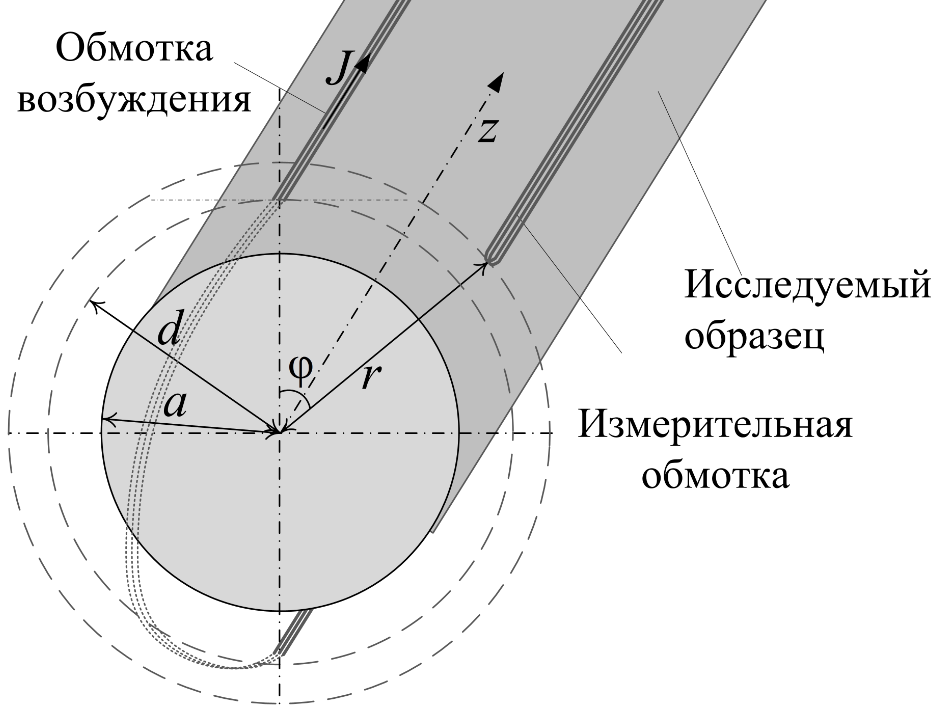 Обмотка
возбуждения
J
z
Исследуемый
образец
d
φ
r
a
Измерительная
обмотка